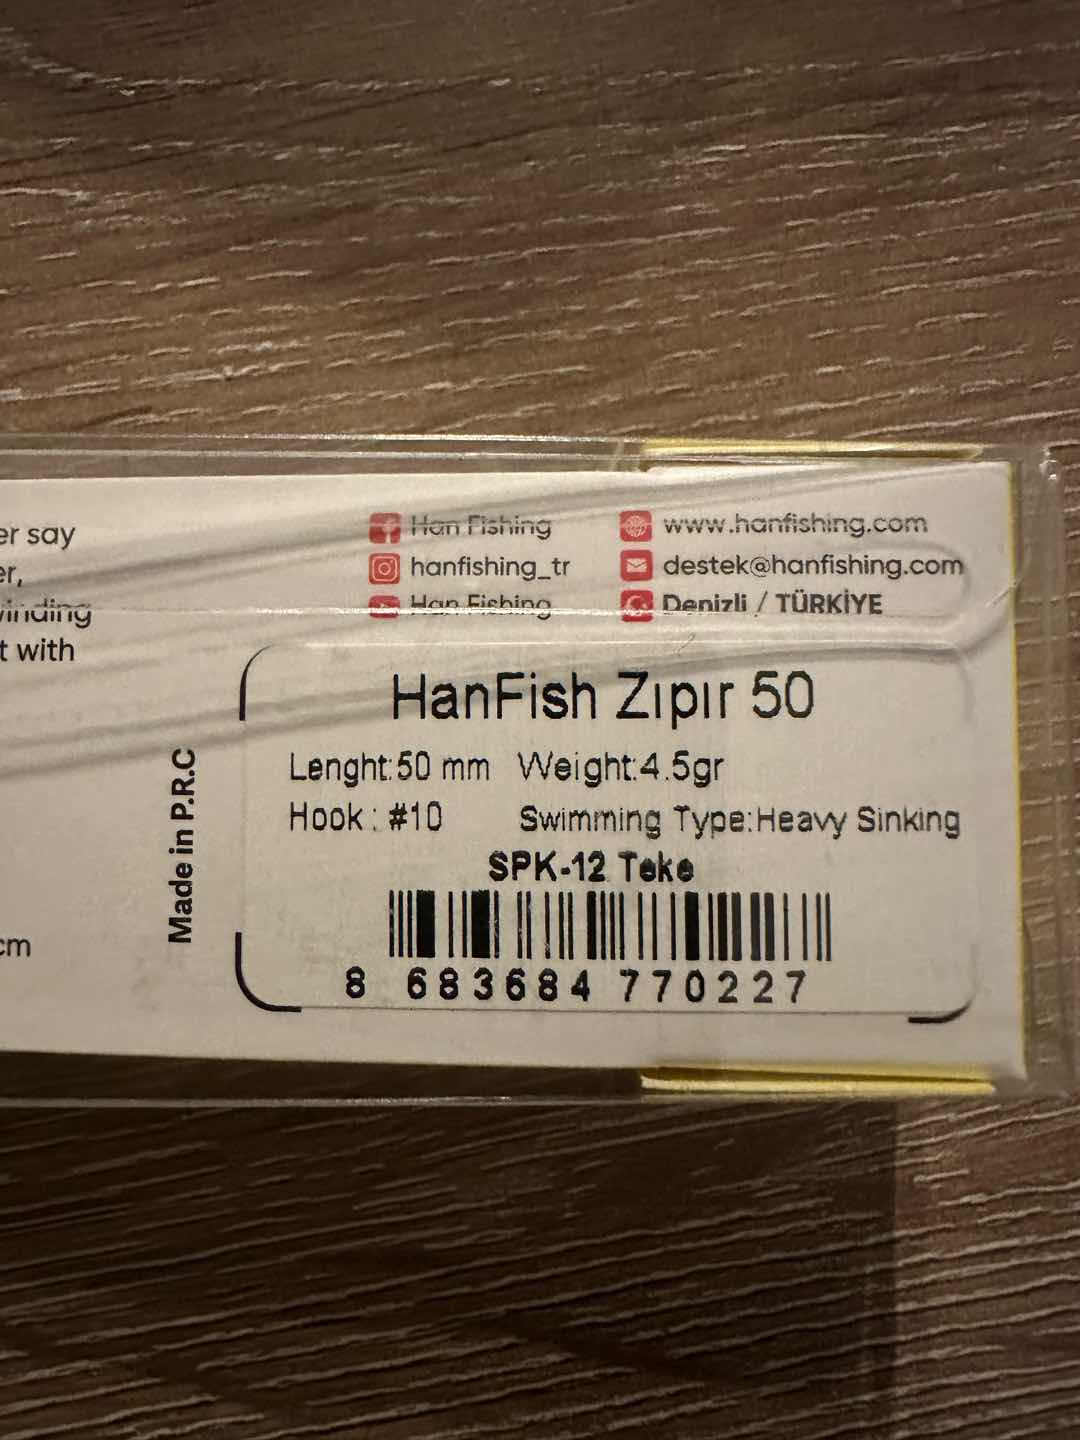 er say
er,
winding
t with
cm
Han Fishing
www.hanfishing.com
hanfishing_tr
destek@hanfishing.com
Han Fishing
Denizli / TÜRKİYE
Made in P.R.C
HanFish Zıpır 50
Lenght:50 mm Weight:4.5gr
Hook : #10 Swimming Type:Heavy Sinking
SPK-12 Teke
8 683684 770227